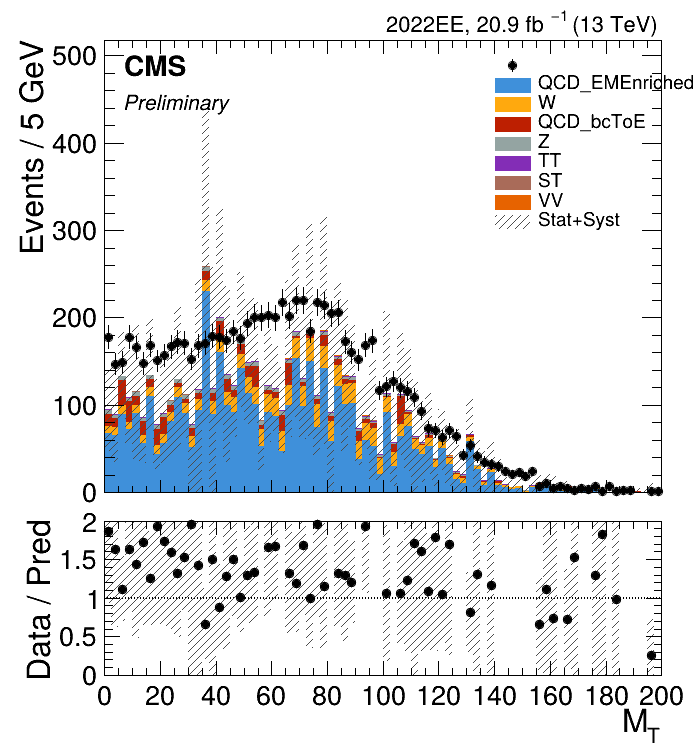 2022EE, 20.9 fb ⁻¹ (13 TeV)
Events / 5 GeV
500
400
300
200
100
0
CMS
Preliminary
QCD_EMEnriched
W
QCD_bcToE
Z
TT
ST
VV
Stat+Syst
Data / Pred
2
1.5
1
0.5
0
0 20 40 60 80 100 120 140 160 180 200
M_T